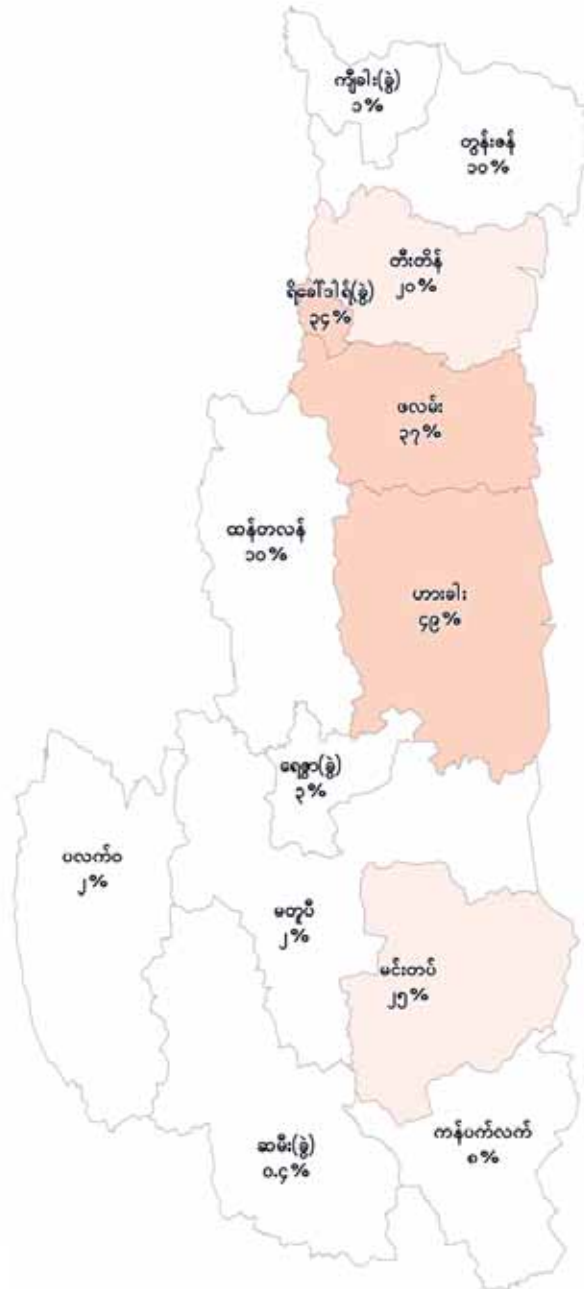 ကျီခါး(ခွဲ)
၁%
တွန်းဇန်
၁၀%
တီးတိန်
၂၀%
ရိခေါ်ဒါရ်(ခွဲ)
၃၄%
ဖလမ်း
၃၇%
ထန်တလန်
၁၀%
ဟားခါး
၄၉%
ရေဇွာ(ခွဲ)
၃%
ပလက်ဝ
၂%
မတူပီ
၂%
မင်းတပ်
၂၅%
ကန်ပက်လက်
၈%
ဆမီး(ခွဲ)
၀.၄%